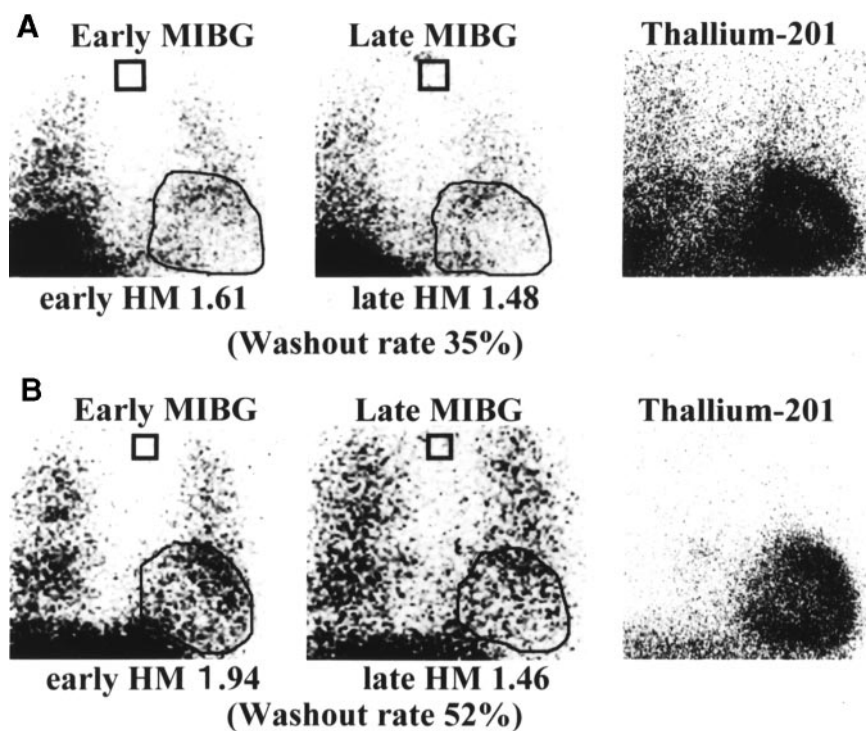 A
Early MIBG
Late MIBG
Thallium-201
early HM 1.61
late HM 1.48
(Washout rate 35%)
B
Early MIBG
Late MIBG
Thallium-201
early HM 1.94
late HM 1.46
(Washout rate 52%)